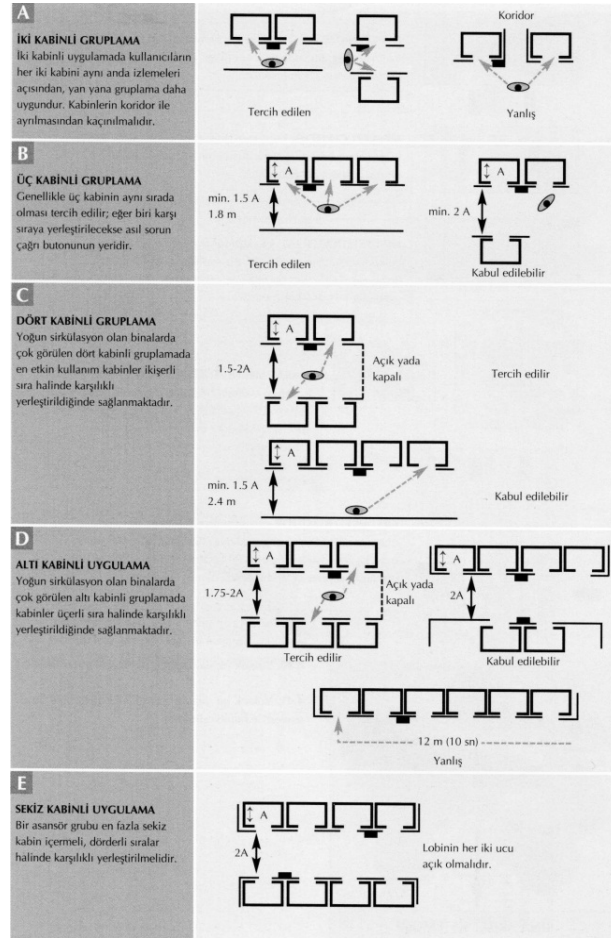 A
İKİ KABİNLİ GRUPLAMA
İki kabinli uygulamada kullanıcıların
her iki kabini aynı anda izlemeleri
açısından, yan yana gruplama daha
uygundur. Kabinlerin koridor ile
ayrılmasından kaçınılmalıdır.
Tercih edilen
Koridor
Yanlış
B
ÜÇ KABİNLİ GRUPLAMA
Genellikle üç kabinin aynı sırada
olması tercih edilir; eğer biri karşı
sıraya yerleştirilecekse asıl sorun
çağrı butonunun yeridir.
A
min. 1.5 A
1.8 m
Tercih edilen
A
min. 2 A
Kabul edilebilir
C
DÖRT KABİNLİ GRUPLAMA
Yoğun sirkülasyon olan binalarda
çok görülen dört kabinli gruplamada
en etkin kullanım kabinler ikişerli
sıra halinde karşılıklı
yerleştirildiğinde sağlanmaktadır.
A
1.5-2A
Açık yada
kapalı
Tercih edilir
A
min. 1.5 A
2.4 m
Kabul edilebilir
D
ALTI KABİNLİ UYGULAMA
Yoğun sirkülasyon olan binalarda
çok görülen altı kabinli gruplamada
kabinler üçerli sıra halinde karşılıklı
yerleştirildiğinde sağlanmaktadır.
A
1.75-2A
Açık yada
kapalı
Tercih edilir
A
2A
Kabul edilebilir
12 m (10 sn)
Yanlış
E
SEKİZ KABİNLİ UYGULAMA
Bir asansör grubu en fazla sekiz
kabin içermeli, dörderli sıralar
halinde karşılıklı yerleştirilmelidir.
A
2A
Lobinin her iki ucu
açık olmalıdır.